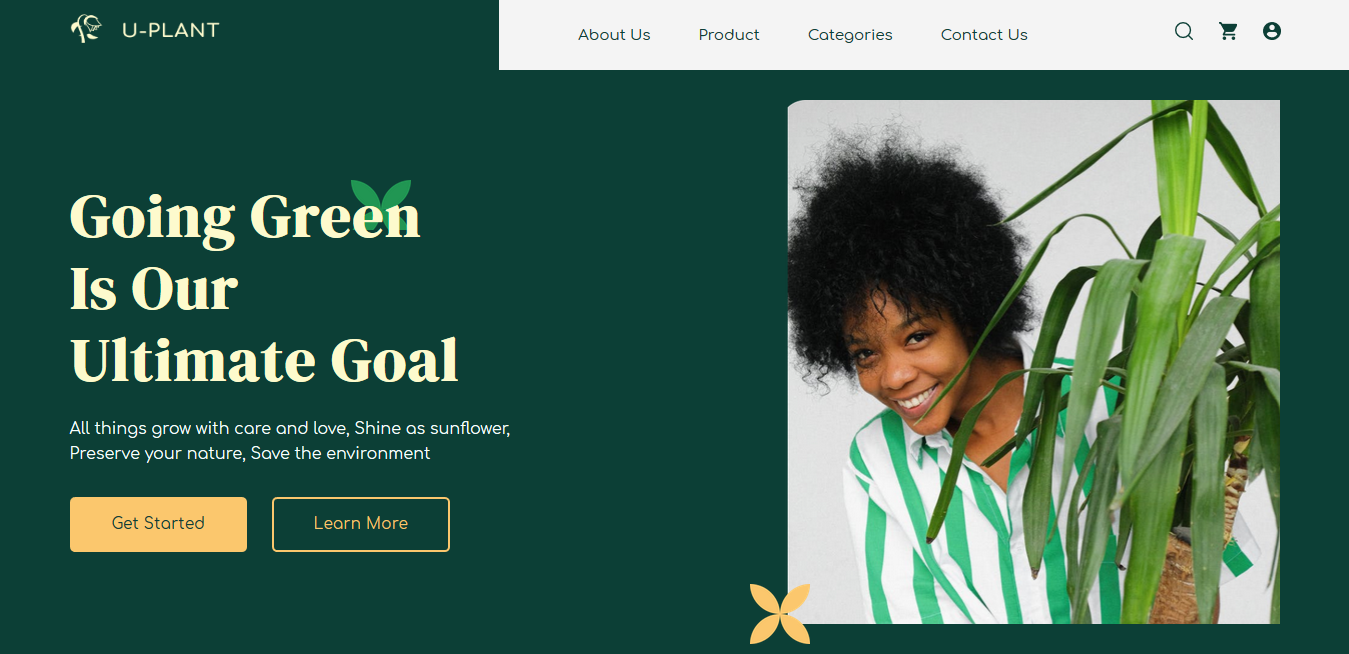 U-PLANT
About Us
Product
Categories
Contact Us
Going Green
Is Our
Ultimate Goal
All things grow with care and love, Shine as sunflower,
Preserve your nature, Save the environment
Get Started
Learn More